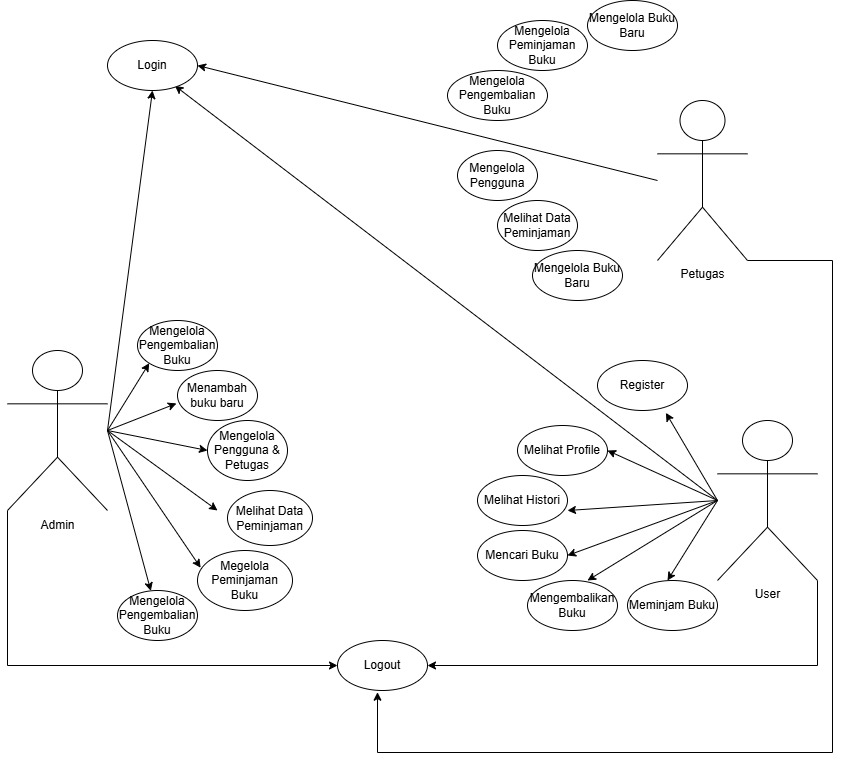 Mengelola Buku
Baru
Mengelola
Peminjaman
Buku
Login
Mengelola
Pengembalian
Buku
Mengelola
Pengguna
Melihat Data
Peminjaman
Mengelola Buku
Baru
Petugas
Mengelola
Pengembalian
Buku
Menambah
buku baru
Mengelola
Pengguna &
Petugas
Melihat Data
Peminjaman
Megelola
Peminjaman
Buku
Mengelola
Pengembalian
Buku
Admin
Register
Melihat Profile
Melihat Histori
Mencari Buku
Mengembalikan
Buku
Meminjam Buku
User
Logout